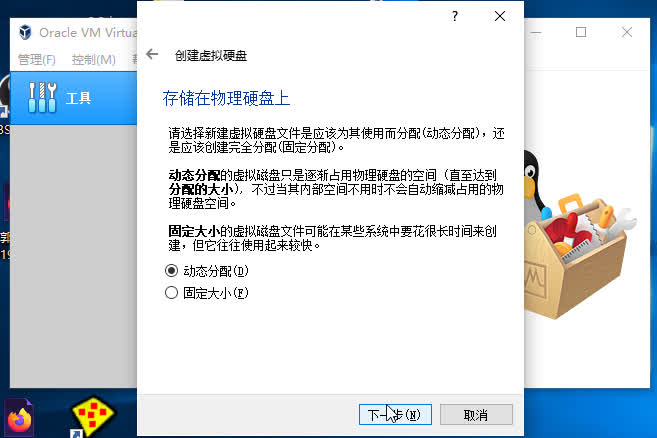 Oracle VM Virtua
管理(F) 控制(M)
工具
?
创建虚拟硬盘
存储在物理硬盘上
请选择新建虚拟硬盘文件是应该为其使用而分配(动态分配)，还
是应该创建完全分配(固定分配)。
动态分配的虚拟磁盘只是逐渐占用物理硬盘的空间（直至达到
分配的大小），不过当其内部空间不用时不会自动缩减占用的物
理硬盘空间。
固定大小的虚拟磁盘文件可能在某些系统中要花很长时间来创
建，但它往往使用起来较快。
动态分配(D)
固定大小(F)
下一步(N) 取消
郭
19